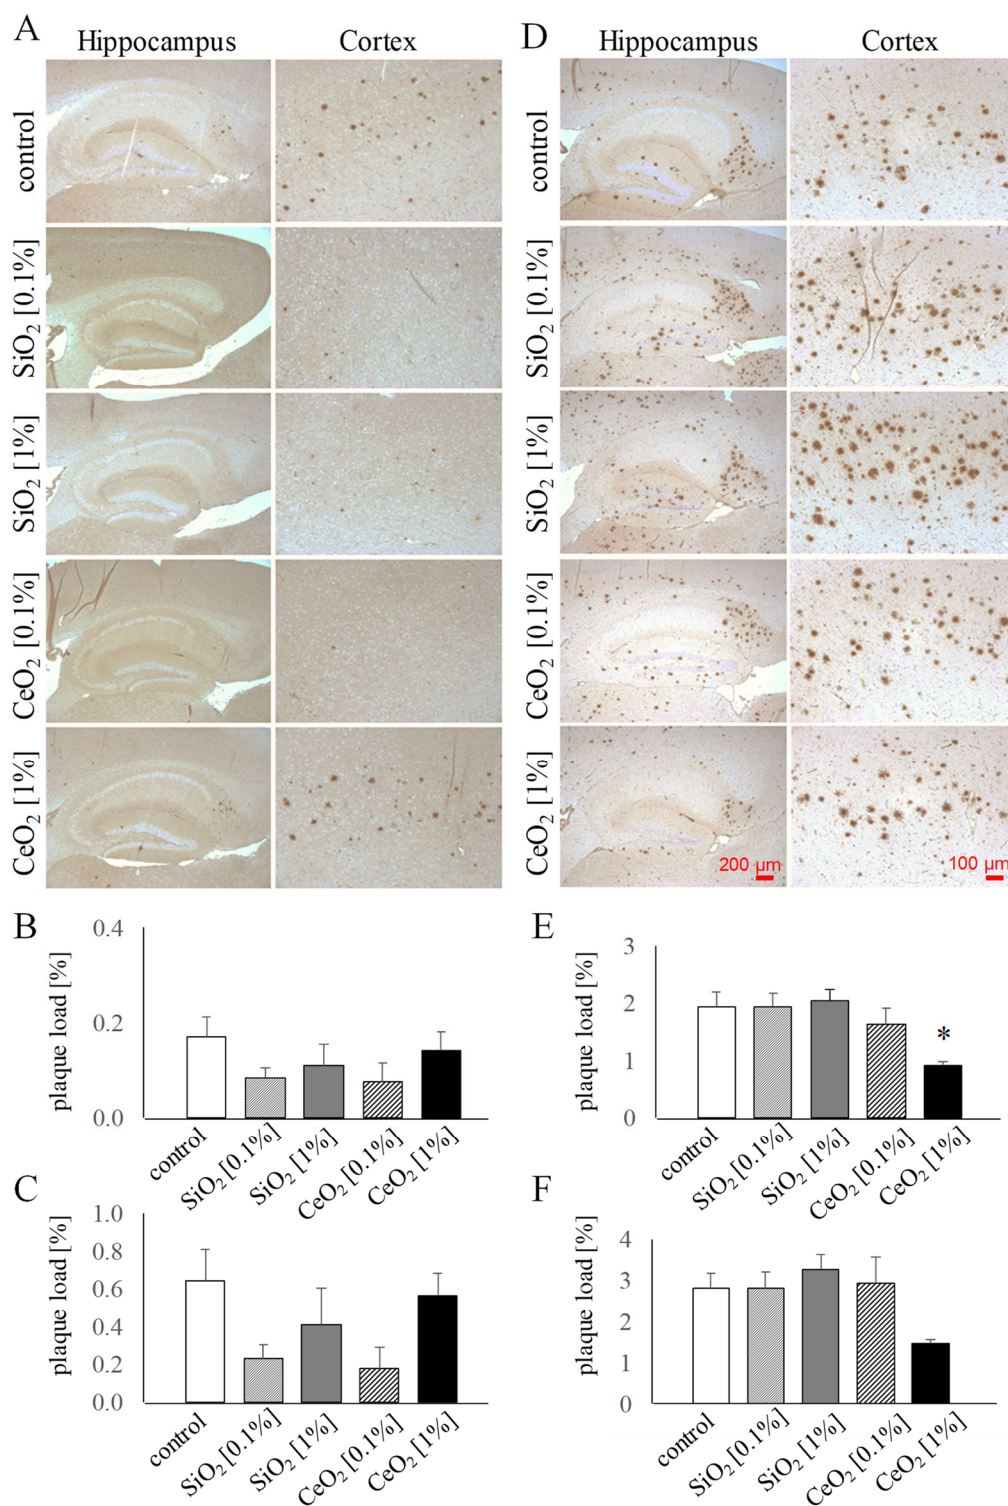 A
Hippocampus
Cortex
control
SiO₂ [0.1%]
SiO₂ [1%]
CeO₂ [0.1%]
CeO₂ [1%]
D
Hippocampus
Cortex
control
SiO₂ [0.1%]
SiO₂ [1%]
CeO₂ [0.1%]
CeO₂ [1%]
200 µm
100 µm
B
plaque load [%]
0.4
0.2
0.0
control
SiO₂ [0.1%]
SiO₂ [1%]
CeO₂ [0.1%]
CeO₂ [1%]
E
plaque load [%]
3
2
1
0
*
control
SiO₂ [0.1%]
SiO₂ [1%]
CeO₂ [0.1%]
CeO₂ [1%]
C
plaque load [%]
1.0
0.8
0.6
0.4
0.2
0.0
control
SiO₂ [0.1%]
SiO₂ [1%]
CeO₂ [0.1%]
CeO₂ [1%]
F
plaque load [%]
4
3
2
1
0
control
SiO₂ [0.1%]
SiO₂ [1%]
CeO₂ [0.1%]
CeO₂ [1%]